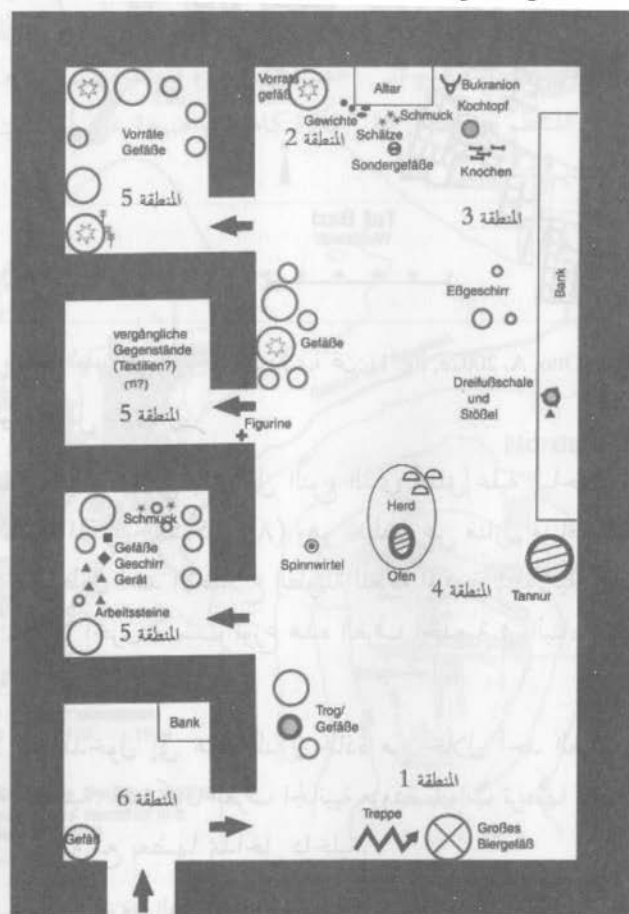 Vorrats
gefäß
Altar
Bukranion
Kochtopf
Gewichte
Schmuck
Schätze
المنطقة 2
Sondergefäße
Knochen
Vorräte
Gefäße
المنطقة 5
المنطقة 3
Bank
Eßgeschirr
Gefäße
vergängliche
Gegenstände
(Textilien?)
(TI?)
المنطقة 5
Dreifußschale
und
Stößel
Figurine
Schmuck
Gefäße
Geschirr
Gerät
Arbeitssteine
المنطقة 5
Herd
Spinnwirtel
Ofen
المنطقة 4
Tannur
Bank
Trog/
Gefäße
المنطقة 6
المنطقة 1
Gefäß
Treppe
Großes
Biergefäß